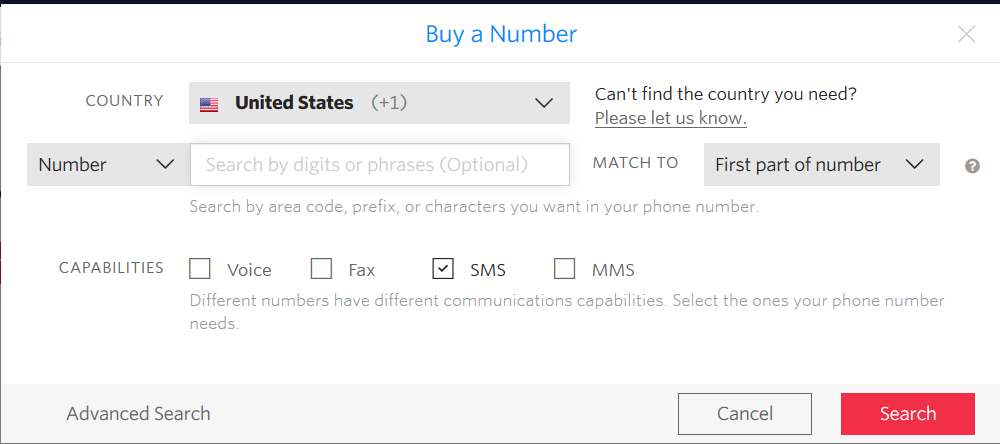 Buy a Number
COUNTRY
United States (+1)
Can't find the country you need?
Please let us know.
Number
Search by digits or phrases (Optional)
MATCH TO
First part of number
?
Search by area code, prefix, or characters you want in your phone number.
CAPABILITIES
Voice
Fax
SMS
MMS
Different numbers have different communications capabilities. Select the ones your phone number
needs.
Advanced Search
Cancel
Search